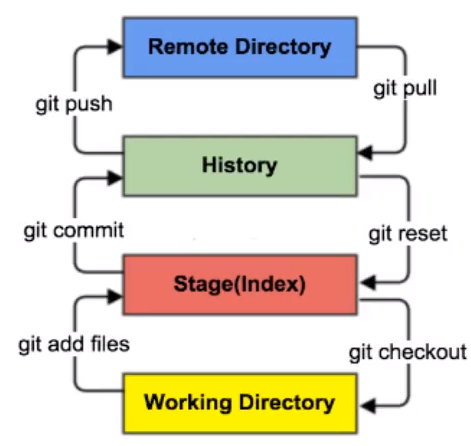 Remote Directory
git push
git pull
History
git commit
git reset
Stage(Index)
git add files
git checkout
Working Directory